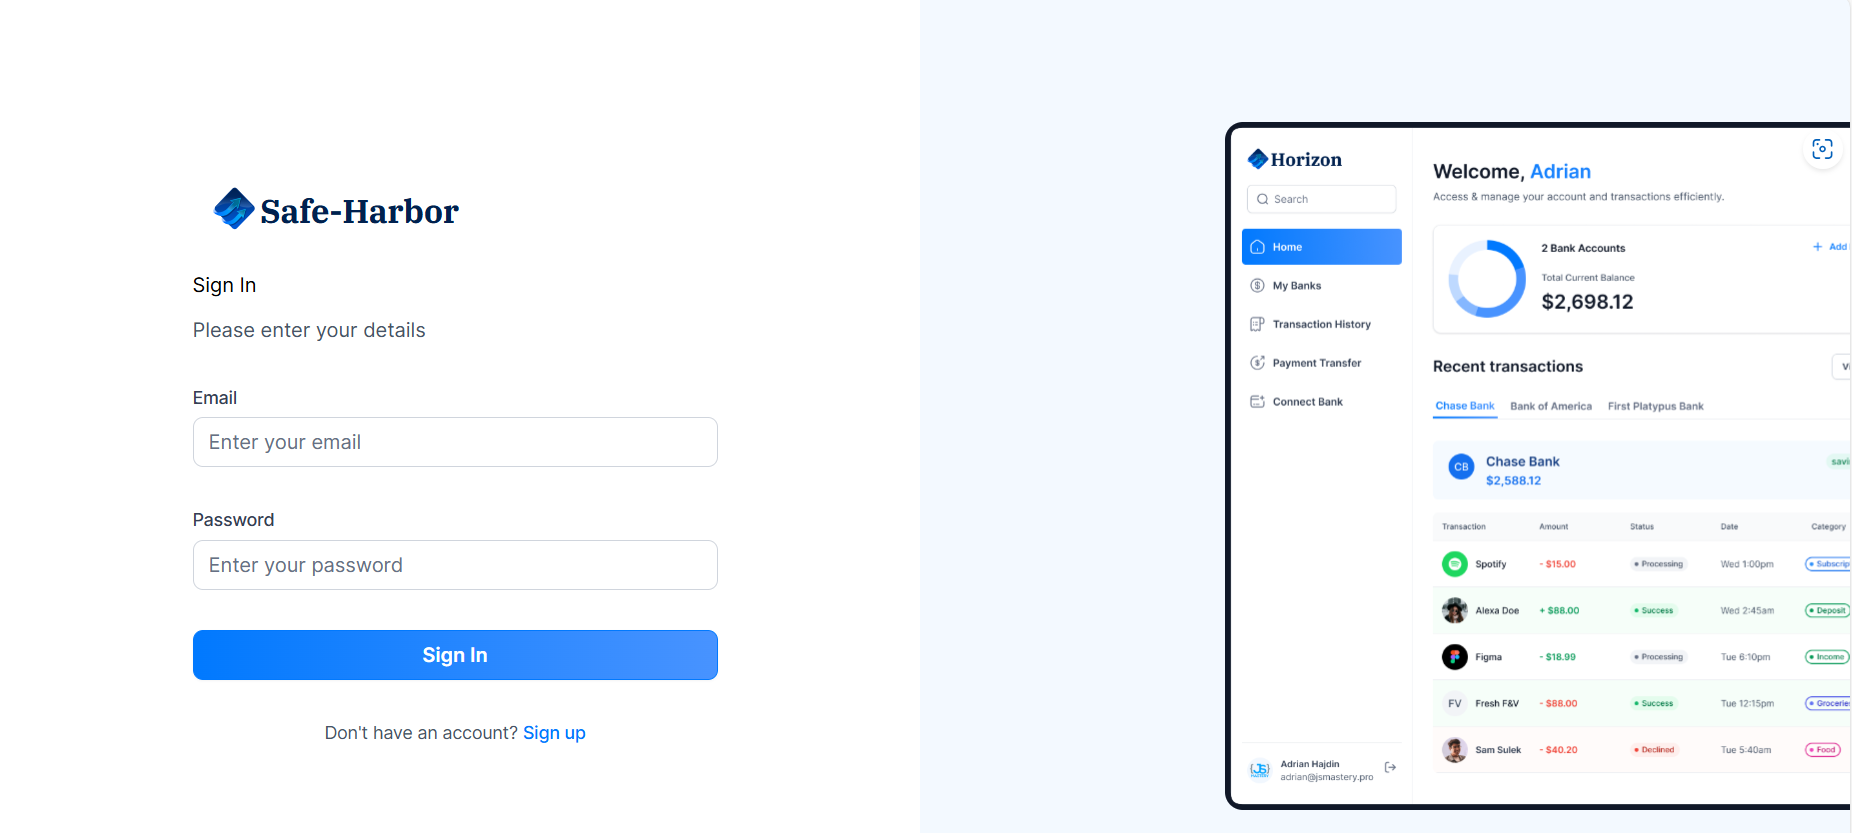 Safe-Harbor
Sign In
Please enter your details
Email
Enter your email
Password
Enter your password
Sign In
Don't have an account? Sign up
Horizon
Search
Home
My Banks
Transaction History
Payment Transfer
Connect Bank
{JS}
MASTERY
Adrian Hajdin
adrian@jsmastery.pro
Welcome, Adrian
Access & manage your account and transactions efficiently.
2 Bank Accounts
+ Add
Total Current Balance
$2,698.12
Recent transactions
Chase Bank Bank of America First Platypus Bank
CB Chase Bank
$2,588.12
Transaction Amount Status Date Category
Spotify - $15.00 Processing Wed 1:00pm Subscrip
Alexa Doe + $88.00 Success Wed 2:45am Deposit
Figma - $18.99 Processing Tue 6:10pm Income
FV Fresh F&V - $88.00 Success Tue 12:15pm Grocerie
Sam Sulek - $40.20 Declined Tue 5:40am Food